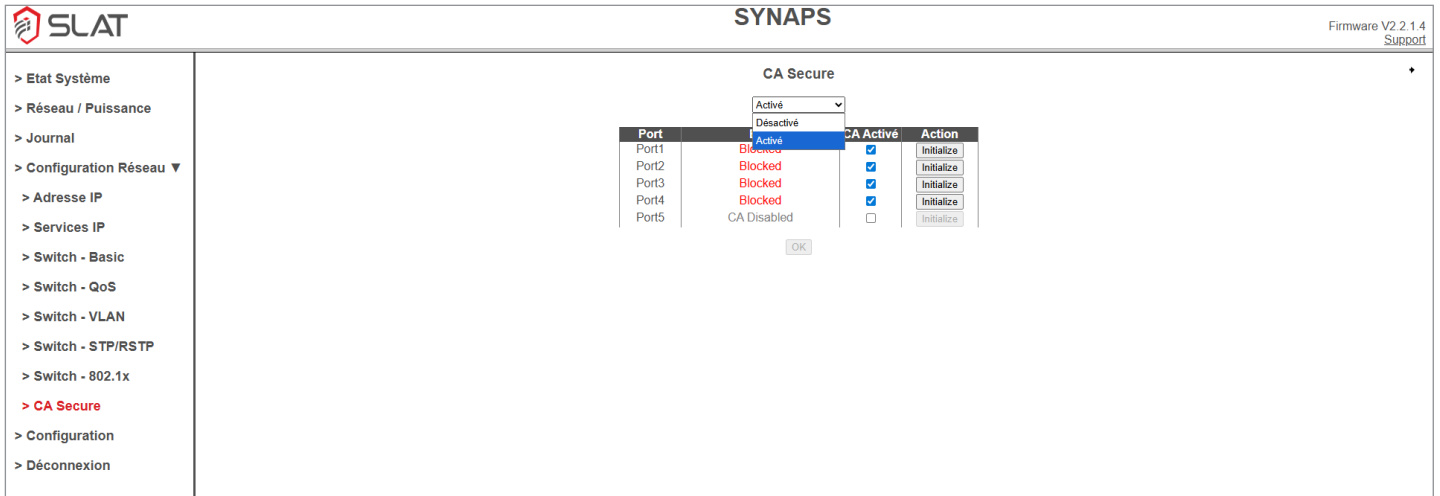 SLAT
SYNAPS
Firmware V2.2.1.4
Support
> Etat Système
> Réseau / Puissance
> Journal
> Configuration Réseau ▼
> Adresse IP
> Services IP
> Switch - Basic
> Switch - QoS
> Switch - VLAN
> Switch - STP/RSTP
> Switch - 802.1x
> CA Secure
> Configuration
> Déconnexion
CA Secure
Activé
Désactivé
Activé
Port CA Activé Action
Port1 Blocked Initialize
Port2 Blocked Initialize
Port3 Blocked Initialize
Port4 Blocked Initialize
Port5 CA Disabled Initialize
OK